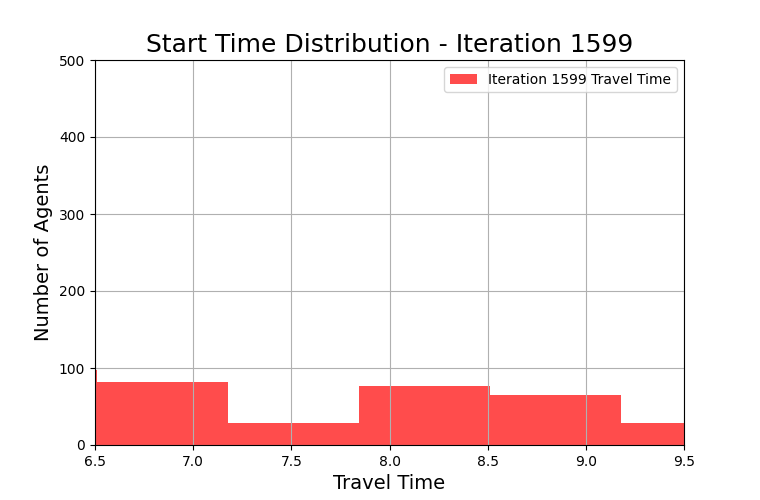 Start Time Distribution - Iteration 1599
Iteration 1599 Travel Time
Number of Agents
500
400
300
200
100
0
6.5 7.0 7.5 8.0 8.5 9.0 9.5
Travel Time